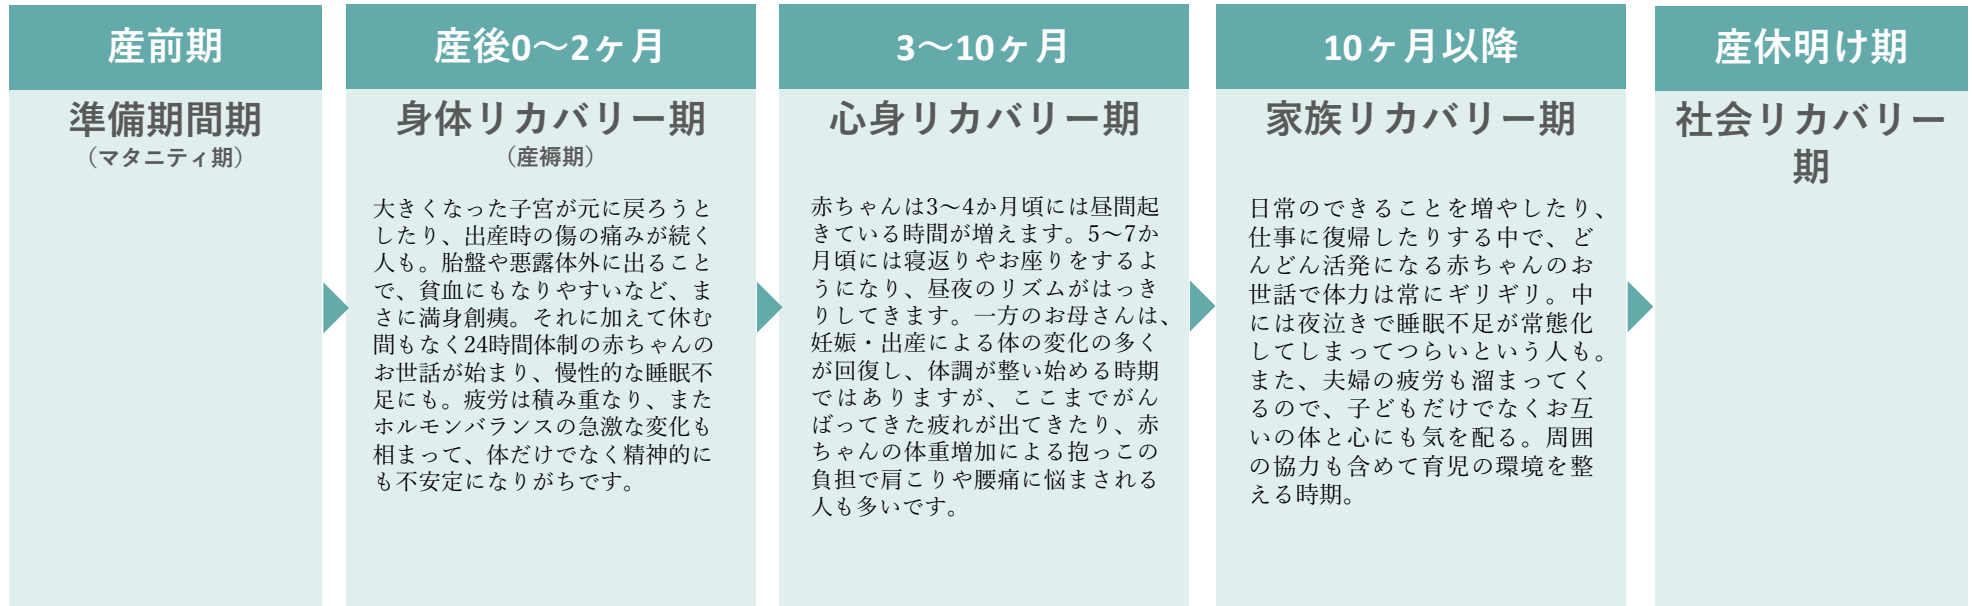 産前期
準備期間期
（マタニティ期）
産後0～2ヶ月
身体リカバリー期
（産褥期）
大きくなった子宮が元に戻ろうと
したり、出産時の傷の痛みが続く
人も。胎盤や悪露体外に出ること
で、貧血にもなりやすいなど、ま
さに満身創痍。それに加えて休む
間もなく24時間体制の赤ちゃんの
お世話が始まり、慢性的な睡眠不
足にも。疲労は積み重なり、また
ホルモンバランスの急激な変化も
相まって、体だけでなく精神的に
も不安定になりがちです。
3～10ヶ月
心身リカバリー期
赤ちゃんは3～4か月頃には昼間起
きている時間が増えます。5～7か
月頃には寝返りやお座りをするよ
うになり、昼夜のリズムがはっき
りしてきます。一方のお母さんは、
妊娠・出産による体の変化の多く
が回復し、体調が整い始める時期
ではありますが、ここまでがん
ばってきた疲れが出てきたり、赤
ちゃんの体重増加による抱っこの
負担で肩こりや腰痛に悩まされる
人も多いです。
10ヶ月以降
家族リカバリー期
日常のできることを増やしたり、
仕事に復帰したりする中で、ど
んどん活発になる赤ちゃんのお
世話で体力は常にギリギリ。中
には夜泣きで睡眠不足が常態化
してしまってつらいという人も。
また、夫婦の疲労も溜まってく
るので、子どもだけでなくお互
いの体と心にも気を配る。周囲
の協力も含めて育児の環境を整
える時期。
産休明け期
社会リカバリー
期